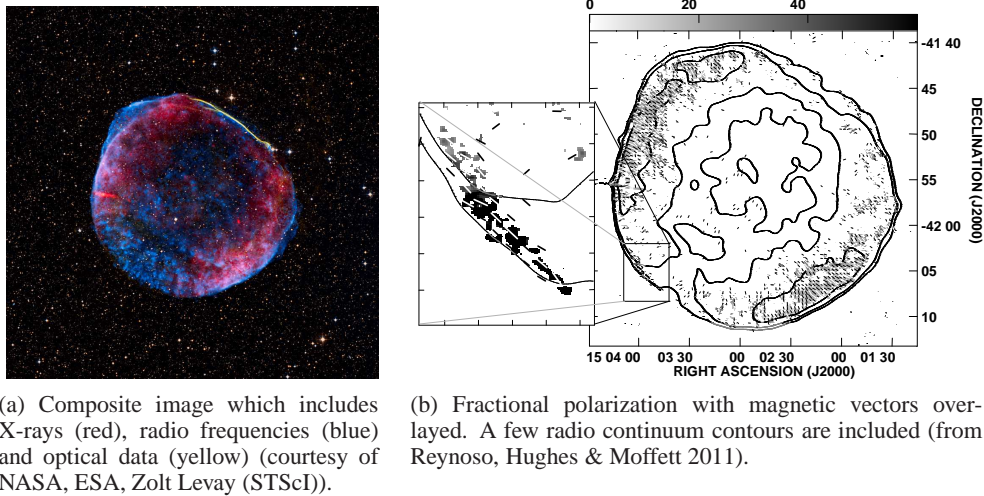 0 20 40
-41 40
45
50
55
-42 00
05
10
DECLINATION (J2000)
15 04 00 03 30 00 02 30 00 01 30
RIGHT ASCENSION (J2000)
(a) Composite image which includes
X-rays (red), radio frequencies (blue)
and optical data (yellow) (courtesy of
NASA, ESA, Zolt Levay (STScI)).
(b) Fractional polarization with magnetic vectors over-
layed. A few radio continuum contours are included (from
Reynoso, Hughes & Moffett 2011).